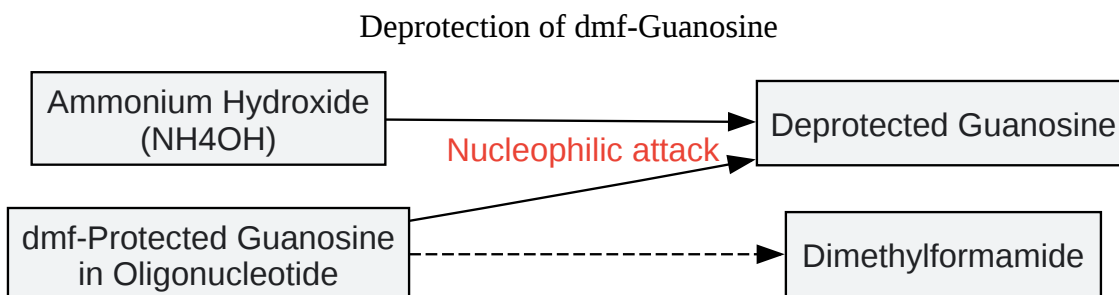 Deprotection of dmf-Guanosine
Ammonium Hydroxide
(NH4OH)
Deprotected Guanosine
Nucleophilic attack
dmf-Protected Guanosine
in Oligonucleotide
Dimethylformamide